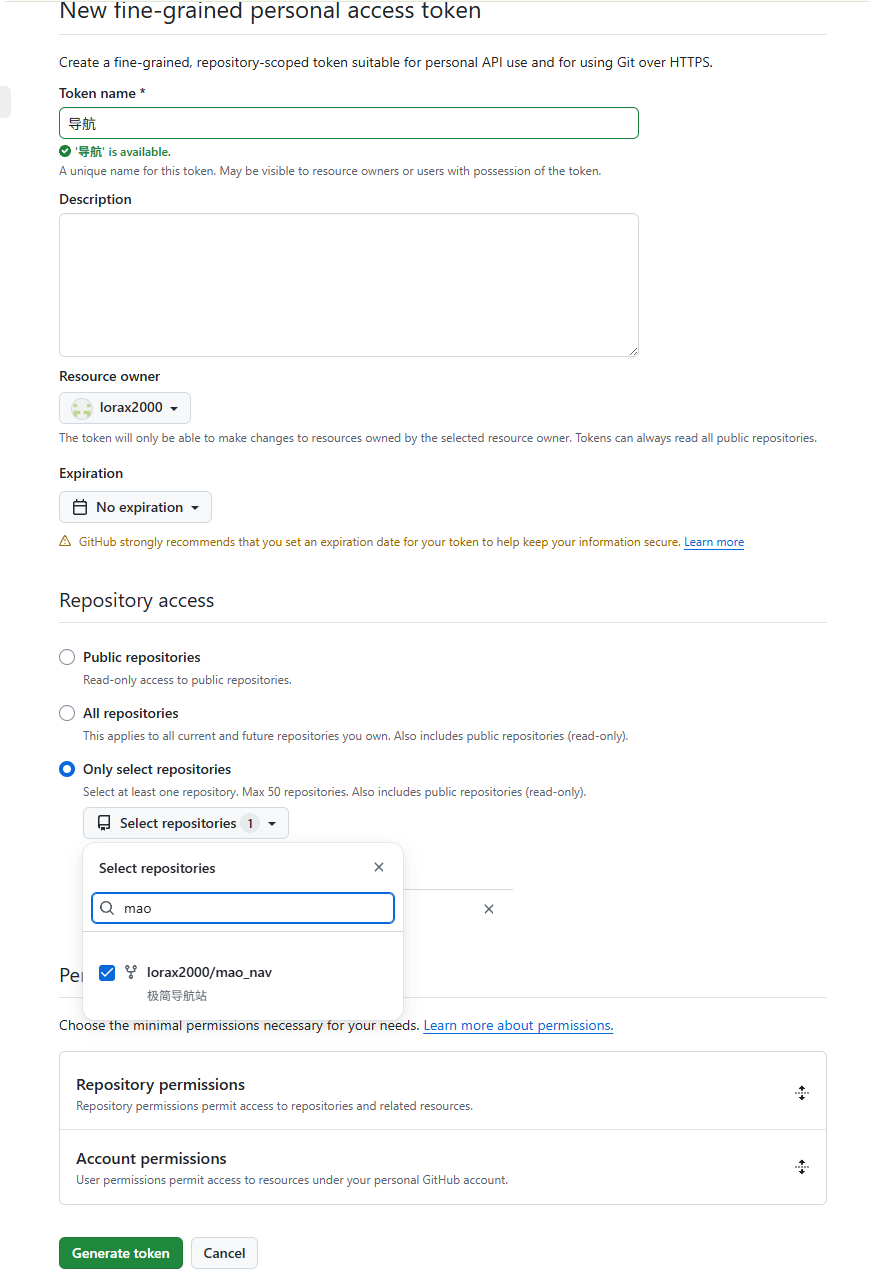 New fine-grained personal access token
Create a fine-grained, repository-scoped token suitable for personal API use and for using Git over HTTPS.
Token name *
导航
'导航' is available.
A unique name for this token. May be visible to resource owners or users with possession of the token.
Description
Resource owner
lorax2000
The token will only be able to make changes to resources owned by the selected resource owner. Tokens can always read all public repositories.
Expiration
No expiration
GitHub strongly recommends that you set an expiration date for your token to help keep your information secure. Learn more
Repository access
Public repositories
Read-only access to public repositories.
All repositories
This applies to all current and future repositories you own. Also includes public repositories (read-only).
Only select repositories
Select at least one repository. Max 50 repositories. Also includes public repositories (read-only).
Select repositories 1
Select repositories
mao
lorax2000/mao_nav
极简导航站
Pe
Choose the minimal permissions necessary for your needs. Learn more about permissions.
Repository permissions
Repository permissions permit access to repositories and related resources.
Account permissions
User permissions permit access to resources under your personal GitHub account.
Generate token
Cancel